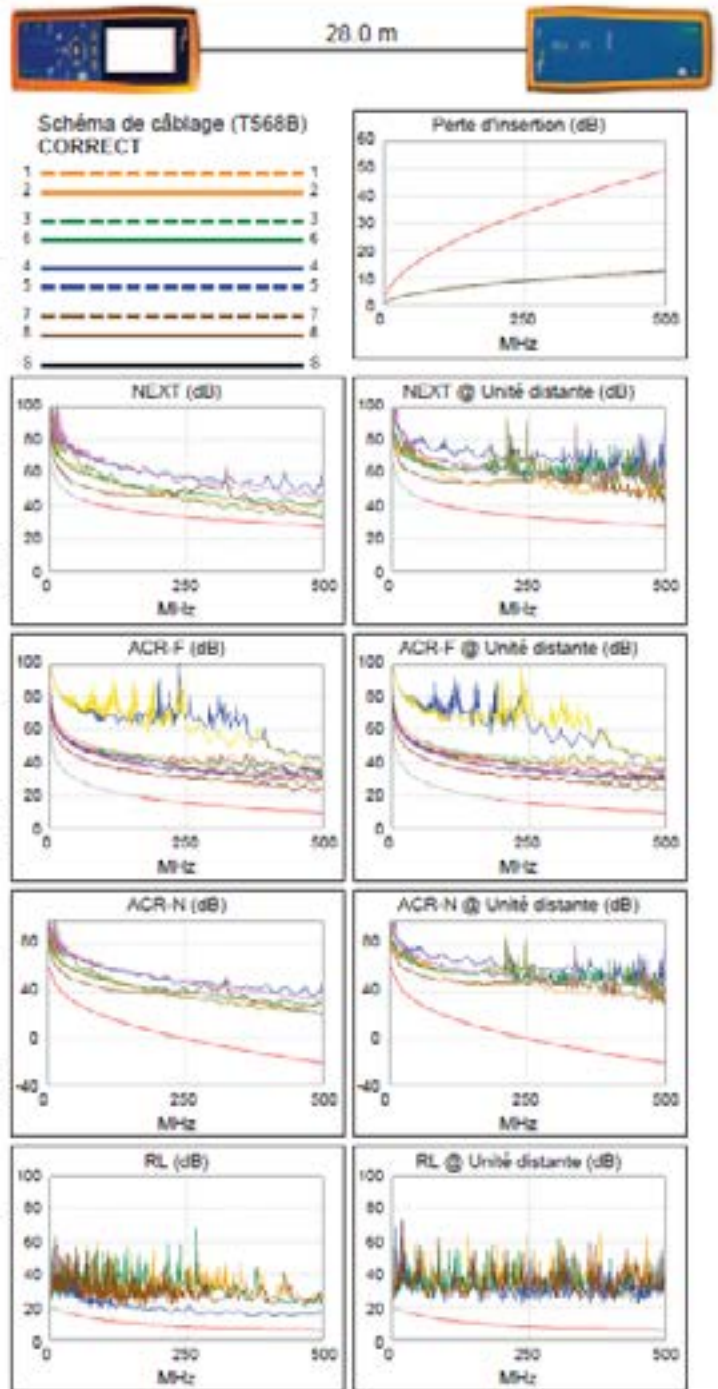 28.0 m
Schéma de câblage (T568B)
CORRECT
1 1
2 2
3 3
6 6
4 4
5 5
7 7
8 8
S S
Perte d'insertion (dB)
60
50
40
30
20
10
0
0 250 500
MHz
NEXT (dB)
100
80
60
40
20
0
0 250 500
MHz
NEXT @ Unité distante (dB)
100
80
60
40
20
0
0 250 500
MHz
ACR-F (dB)
100
80
60
40
20
0
0 250 500
MHz
ACR-F @ Unité distante (dB)
100
80
60
40
20
0
0 250 500
MHz
ACR-N (dB)
80
40
0
-40
0 250 500
MHz
ACR-N @ Unité distante (dB)
80
40
0
-40
0 250 500
MHz
RL (dB)
100
80
60
40
20
0
0 250 500
MHz
RL @ Unité distante (dB)
100
80
60
40
20
0
0 250 500
MHz